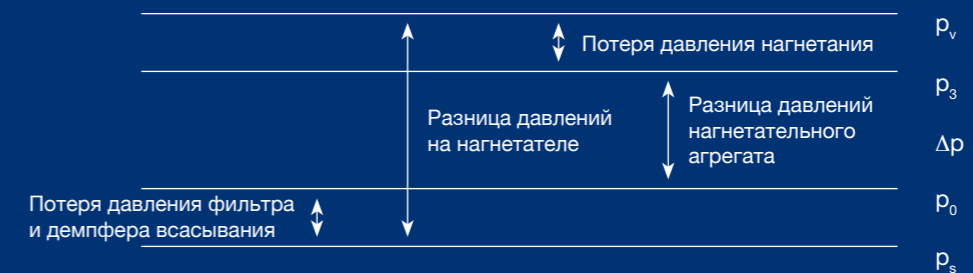 p_v
Потеря давления нагнетания
p_3
Разница давлений
на нагнетателе
Разница давлений
нагнетательного
агрегата
Δp
p_0
Потеря давления фильтра
и демпфера всасывания
p_s